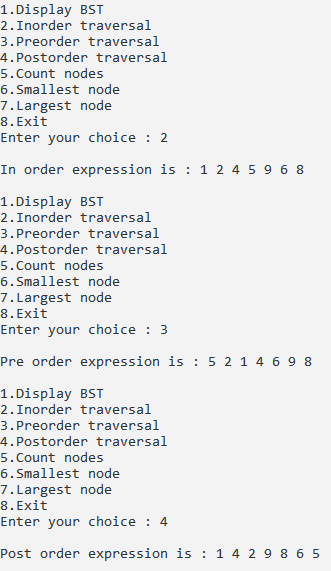 1.Display BST
2.Inorder traversal
3.Preorder traversal
4.Postorder traversal
5.Count nodes
6.Smallest node
7.Largest node
8.Exit
Enter your choice : 2
In order expression is : 1 2 4 5 9 6 8
1.Display BST
2.Inorder traversal
3.Preorder traversal
4.Postorder traversal
5.Count nodes
6.Smallest node
7.Largest node
8.Exit
Enter your choice : 3
Pre order expression is : 5 2 1 4 6 9 8
1.Display BST
2.Inorder traversal
3.Preorder traversal
4.Postorder traversal
5.Count nodes
6.Smallest node
7.Largest node
8.Exit
Enter your choice : 4
Post order expression is : 1 4 2 9 8 6 5